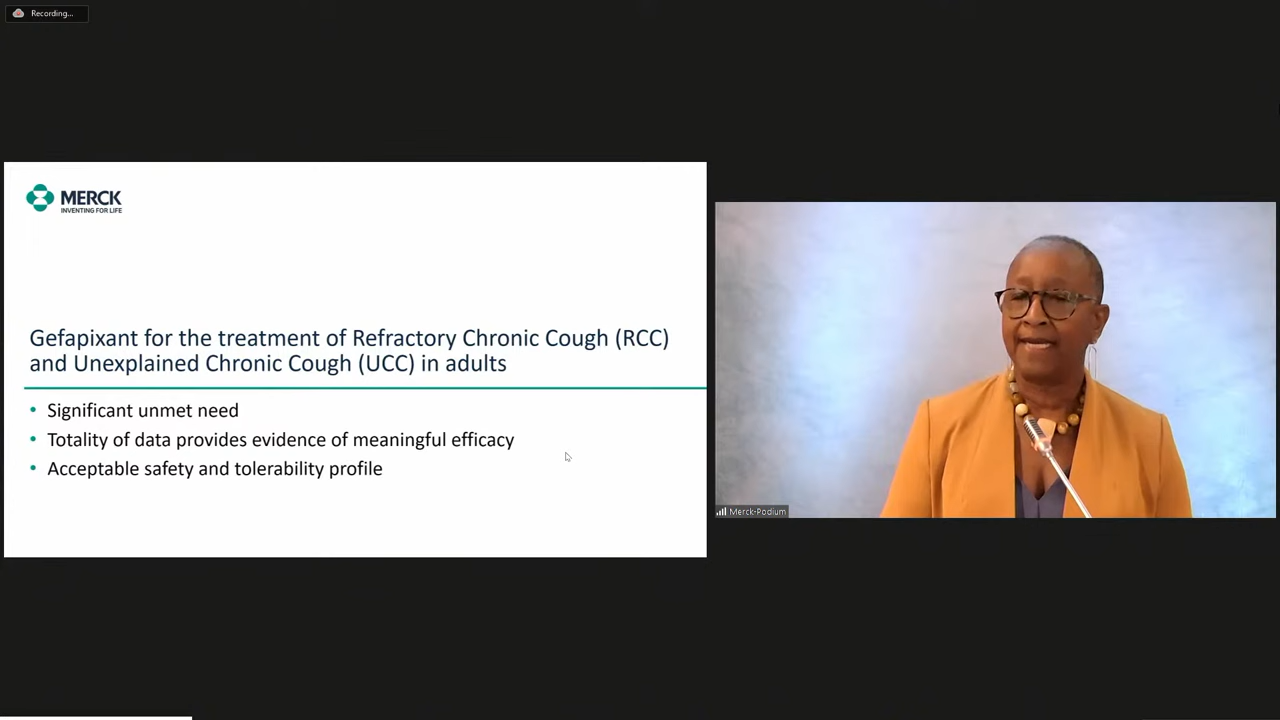 Recording...
MERCK
INVENTING FOR LIFE
Gefapixant for the treatment of Refractory Chronic Cough (RCC)
and Unexplained Chronic Cough (UCC) in adults
• Significant unmet need
• Totality of data provides evidence of meaningful efficacy
• Acceptable safety and tolerability profile
Merck-Podium